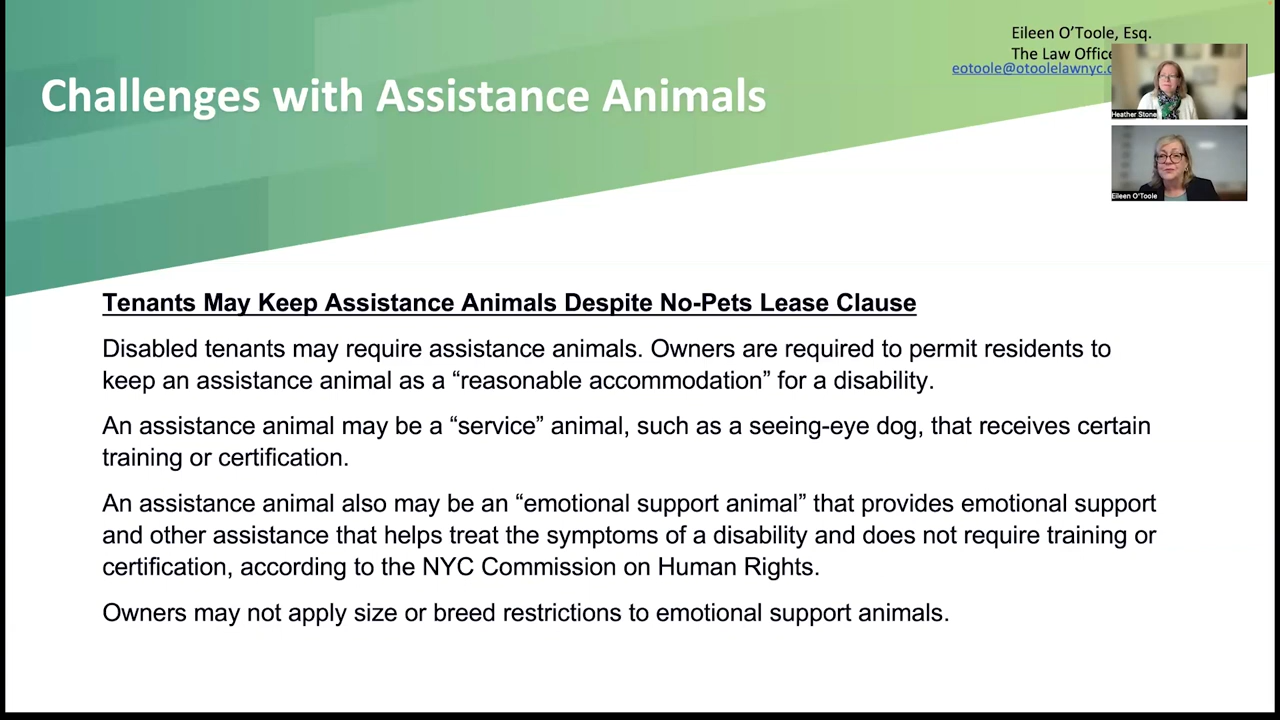 Eileen O'Toole, Esq.
The Law Office
eotoole@otoolelawnyc.c
Challenges with Assistance Animals
Heather Stone
Eileen O'Toole
Tenants May Keep Assistance Animals Despite No-Pets Lease Clause
Disabled tenants may require assistance animals. Owners are required to permit residents to
keep an assistance animal as a “reasonable accommodation” for a disability.
An assistance animal may be a “service” animal, such as a seeing-eye dog, that receives certain
training or certification.
An assistance animal also may be an “emotional support animal” that provides emotional support
and other assistance that helps treat the symptoms of a disability and does not require training or
certification, according to the NYC Commission on Human Rights.
Owners may not apply size or breed restrictions to emotional support animals.